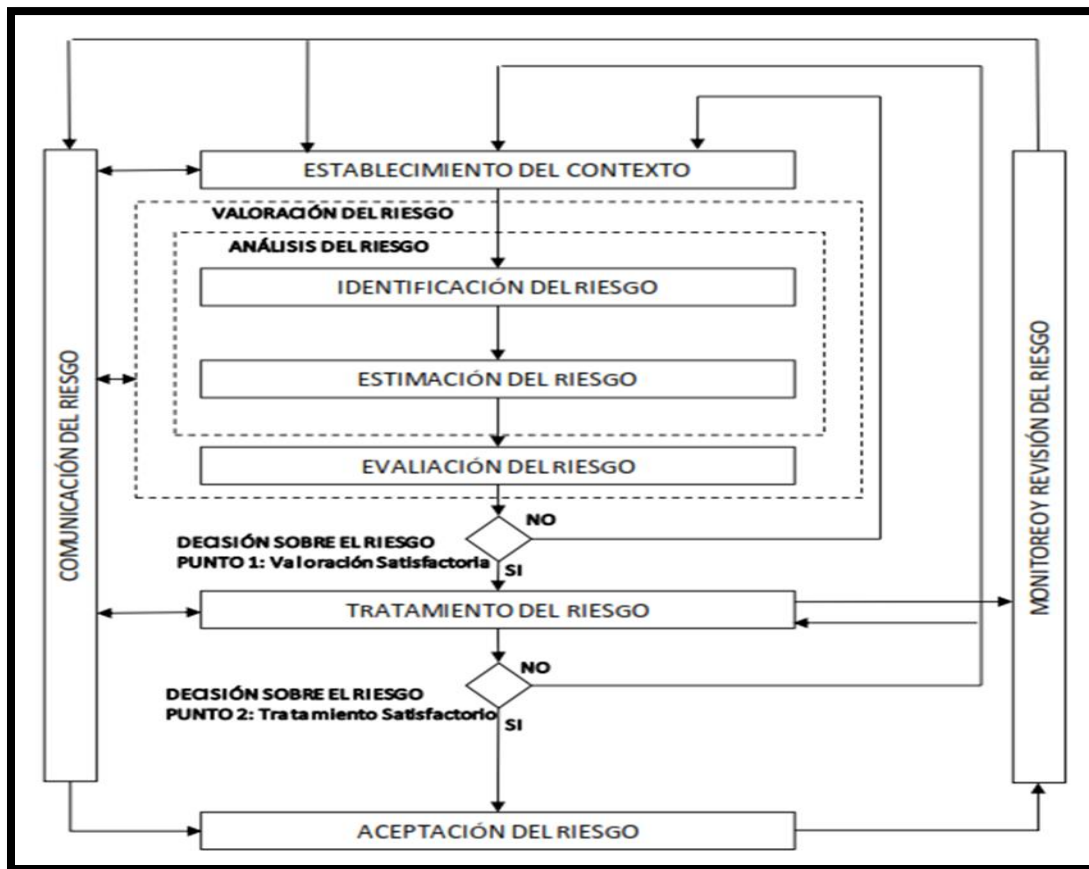 ESTABLECIMIENTO DEL CONTEXTO
VALORACIÓN DEL RIESGO
ANÁLISIS DEL RIESGO
IDENTIFICACIÓN DEL RIESGO
ESTIMACIÓN DEL RIESGO
EVALIACIÓN DEL RIESGO
NO
DECISIÓN SOBRE EL RIESGO
PUNTO 1: Valoración Satisfactoria
SI
TRATAMIENTO DEL RIESGO
NO
DECISIÓN SOBRE EL RIESGO
PUNTO 2: Tratamiento Satisfactorio
SI
ACEPTACIÓN DEL RIESGO
COMUNICACIÓN DEL RIESGO
MONITOREO Y REVISIÓN DEL RIESGO